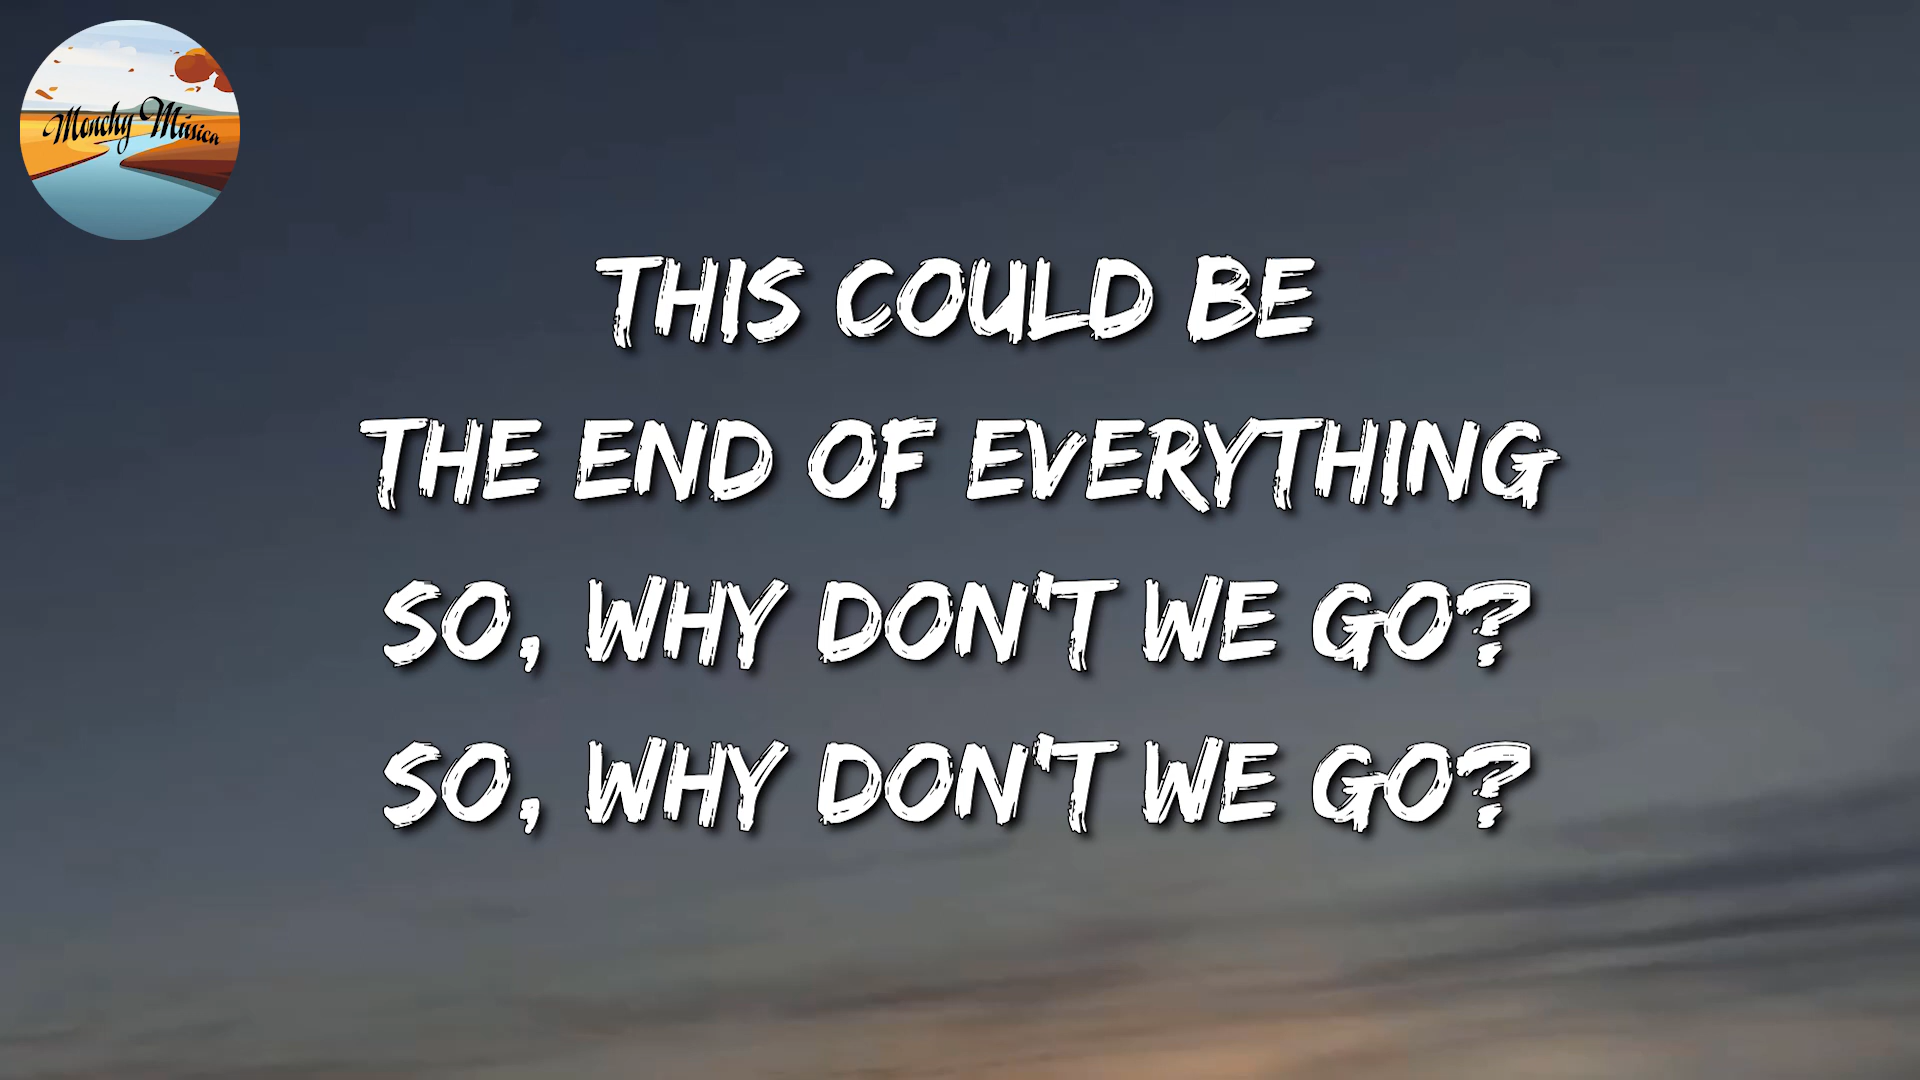 Monchy Música
THIS COULD BE
THE END OF EVERYTHING
SO, WHY DON'T WE GO?
SO, WHY DON'T WE GO?